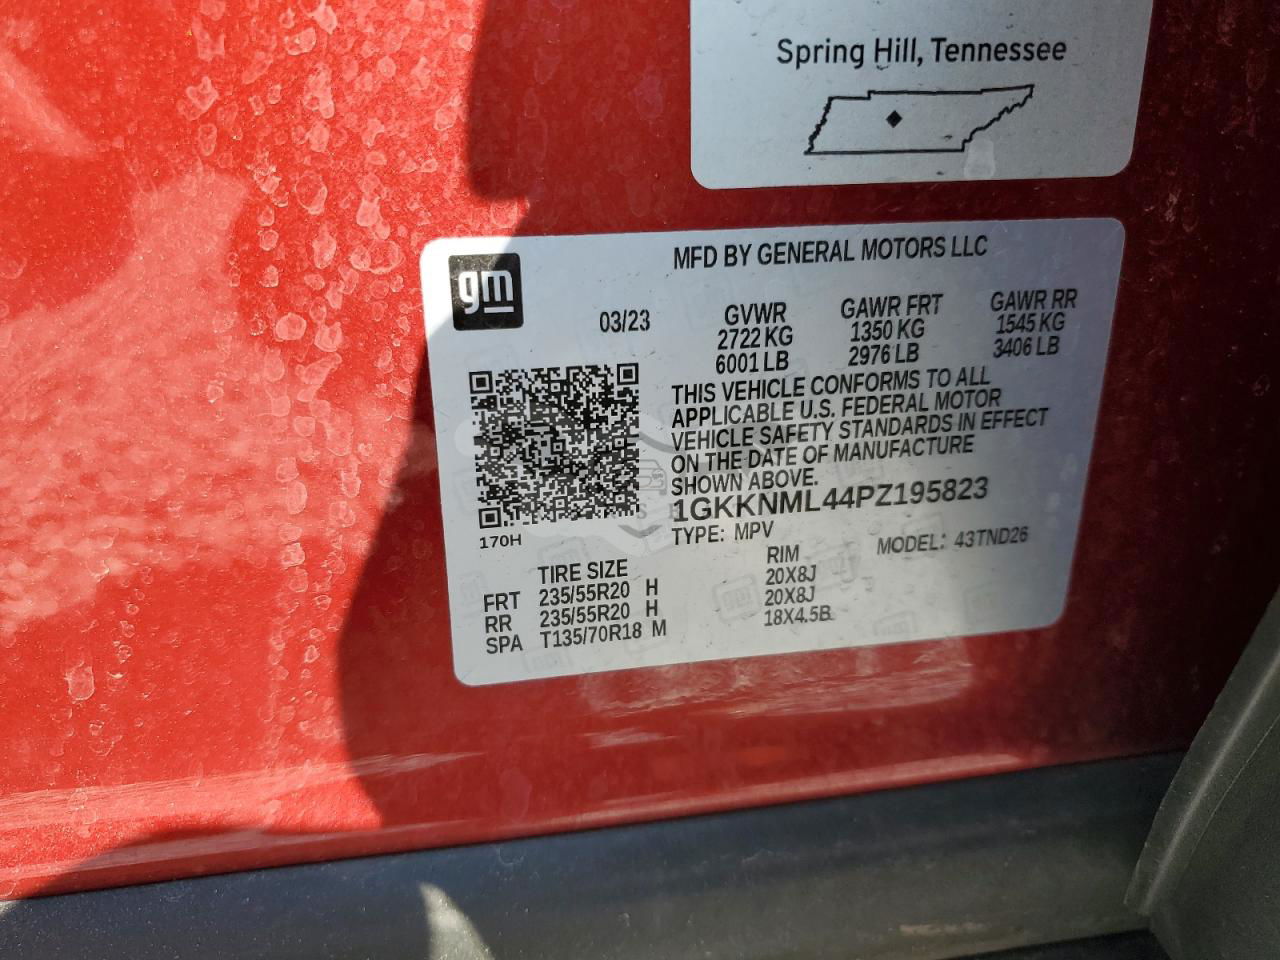 Spring Hill, Tennessee
MFD BY GENERAL MOTORS LLC
gm
03/23
GVWR GAWR FRT GAWR RR
2722 KG 1350 KG 1545 KG
6001 LB 2976 LB 3406 LB
THIS VEHICLE CONFORMS TO ALL
APPLICABLE U.S. FEDERAL MOTOR
VEHICLE SAFETY STANDARDS IN EFFECT
ON THE DATE OF MANUFACTURE
SHOWN ABOVE.
1GKKNML44PZ195823
170H
TYPE: MPV
MODEL: 43TND26
TIRE SIZE RIM
FRT 235/55R20 H 20X8J
RR 235/55R20 H 20X8J
SPA T135/70R18 M 18X4.5B